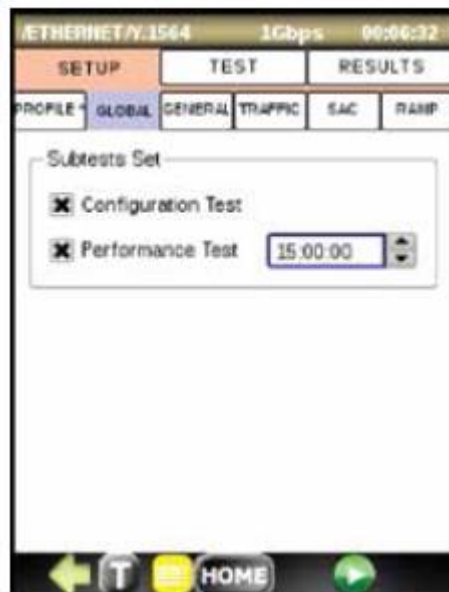 /ETHERNET/Y.1564 1Gbps 00:06:32
SETUP TEST RESULTS
PROFILE GLOBAL GENERAL TRAFFIC SAC RAMP
Subtests Set
Configuration Test
Performance Test 15:00:00
T HOME